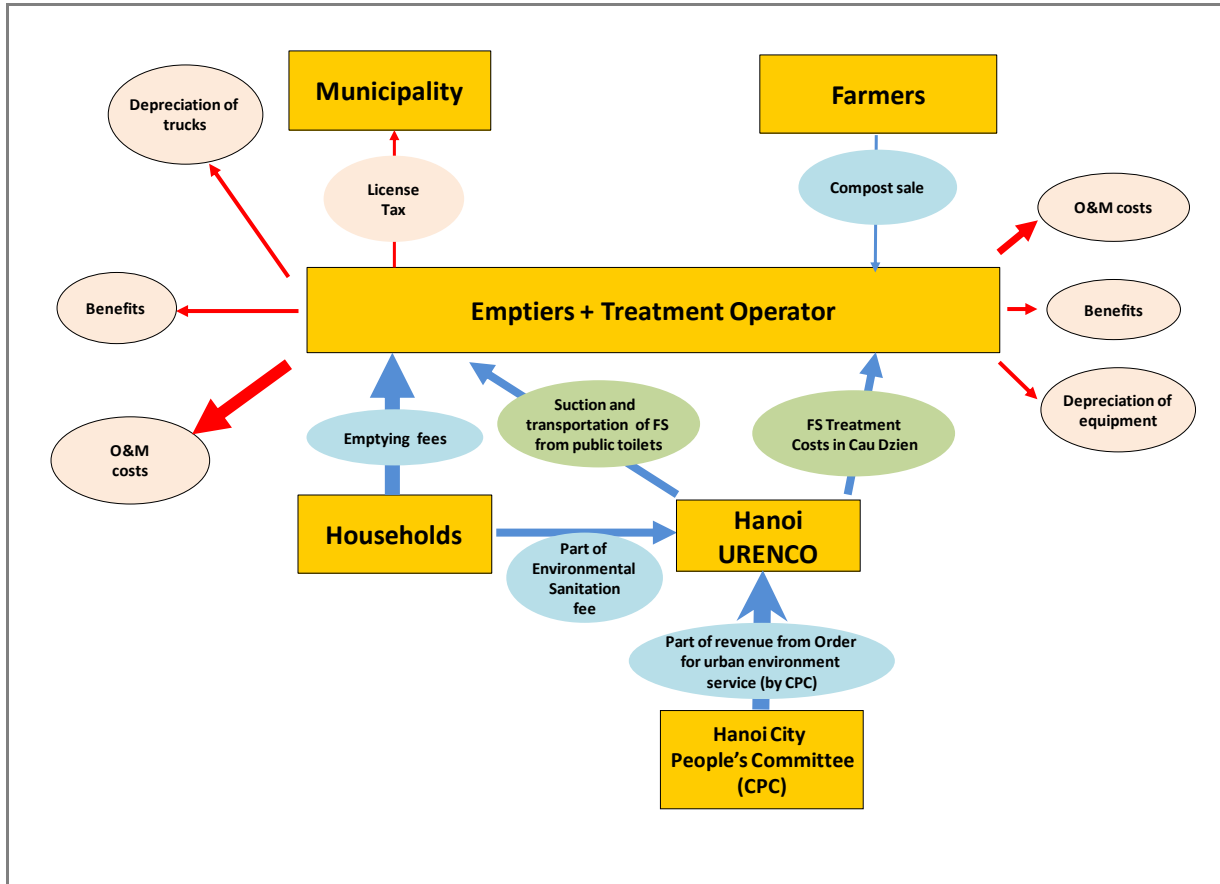 Municipality
Farmers
Depreciation of
trucks
License
Tax
Compost sale
O&M costs
Benefits
Emptiers + Treatment Operator
Benefits
Suction and
transportation of FS
from public toilets
FS Treatment
Costs in Cau Dzien
Depreciation of
equipment
Emptying fees
O&M
costs
Households
Hanoi
URENCO
Part of
Environmental
Sanitation
fee
Part of revenue from Order
for urban environment
service (by CPC)
Hanoi City
People’s Committee
(CPC)